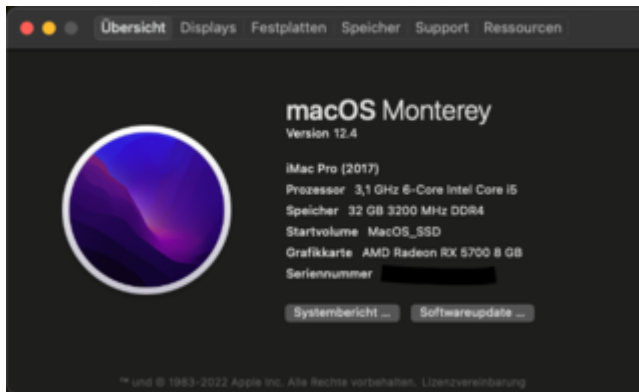 Übersicht Displays Festplatten Speicher Support Ressourcen
macOS Monterey
Version 12.4
iMac Pro (2017)
Prozessor 3,1 GHz 6-Core Intel Core i5
Speicher 32 GB 3200 MHz DDR4
Startvolume MacOS_SSD
Grafikkarte AMD Radeon RX 5700 8 GB
Seriennummer
Systembericht ... Softwareupdate ...
™ und © 1983-2022 Apple Inc. Alle Rechte vorbehalten. Lizenzvereinbarung